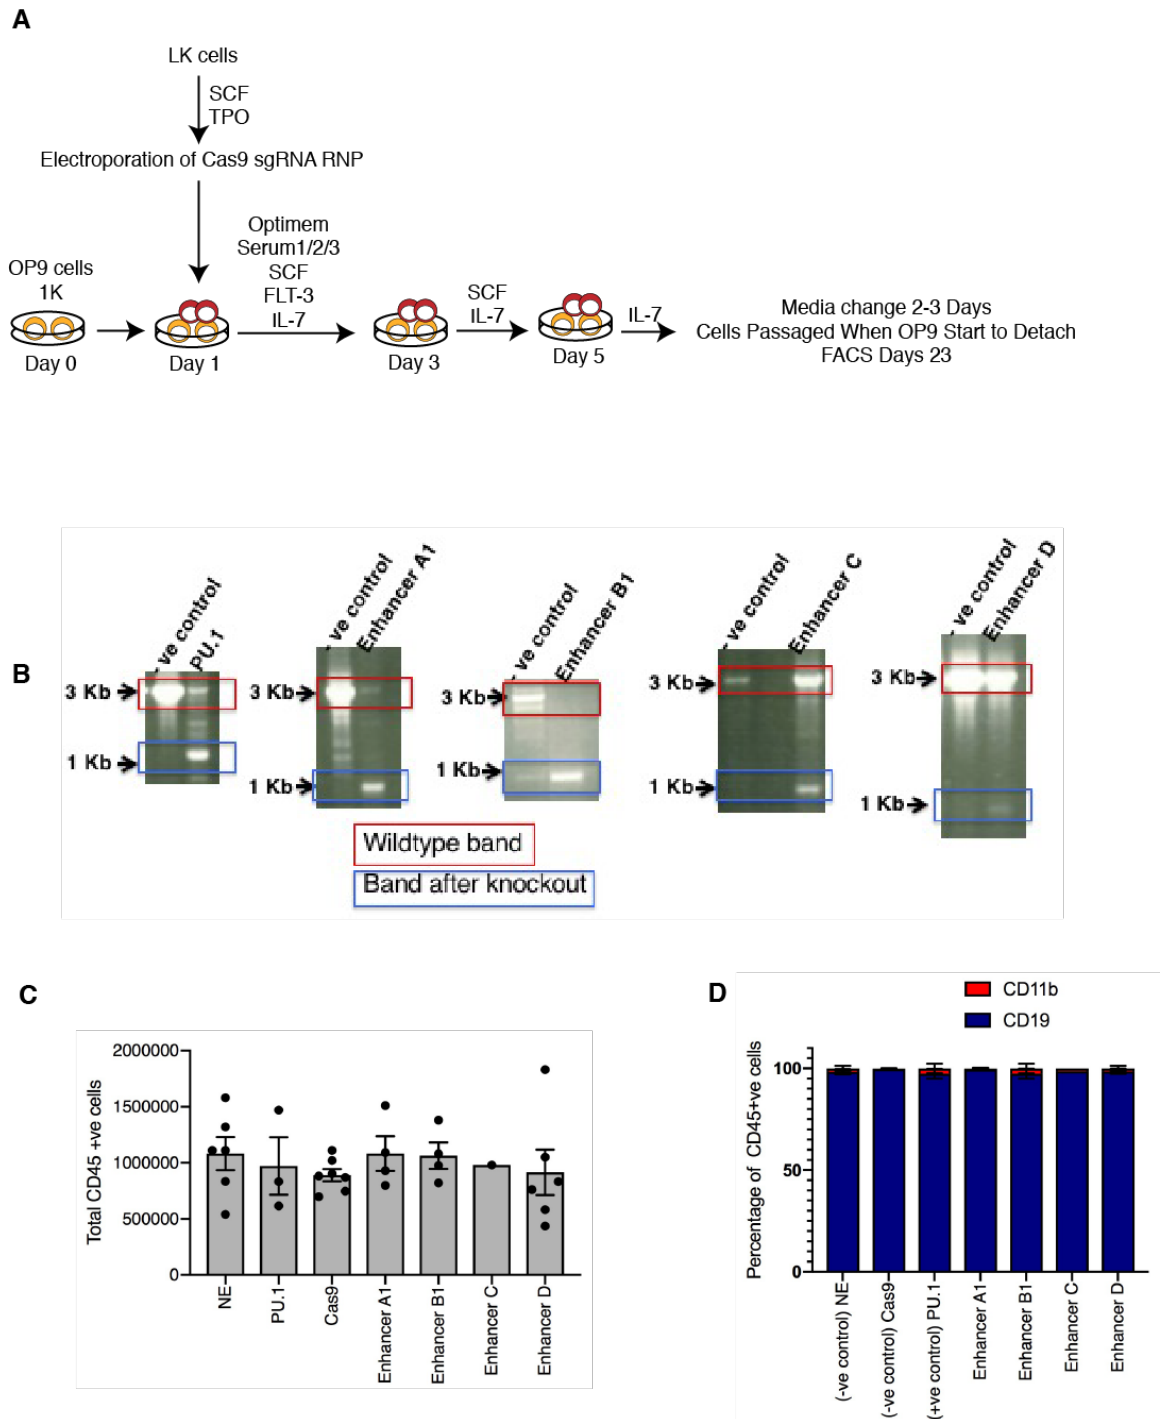 A
LK cells
SCF
TPO
Electroporation of Cas9 sgRNA RNP
Optimem
Serum1/2/3
SCF
FLT-3
IL-7
OP9 cells
1K
SCF
IL-7
IL-7
Media change 2-3 Days
Cells Passaged When OP9 Start to Detach
FACS Days 23
Day 0
Day 1
Day 3
Day 5
B
- ve control
PU.1
3 Kb
1 Kb
- ve control
Enhancer A1
3 Kb
1 Kb
- ve control
Enhancer B1
3 Kb
1 Kb
- ve control
Enhancer C
3 Kb
1 Kb
- ve control
Enhancer D
3 Kb
1 Kb
Wildtype band
Band after knockout
C
Total CD45 +ve cells
2000000
1500000
1000000
500000
0
NE
PU.1
Cas9
Enhancer A1
Enhancer B1
Enhancer C
Enhancer D
D
CD11b
CD19
Percentage of CD45+ve cells
100
50
0
(-ve control) NE
(-ve control) Cas9
(+ve control) PU.1
Enhancer A1
Enhancer B1
Enhancer C
Enhancer D